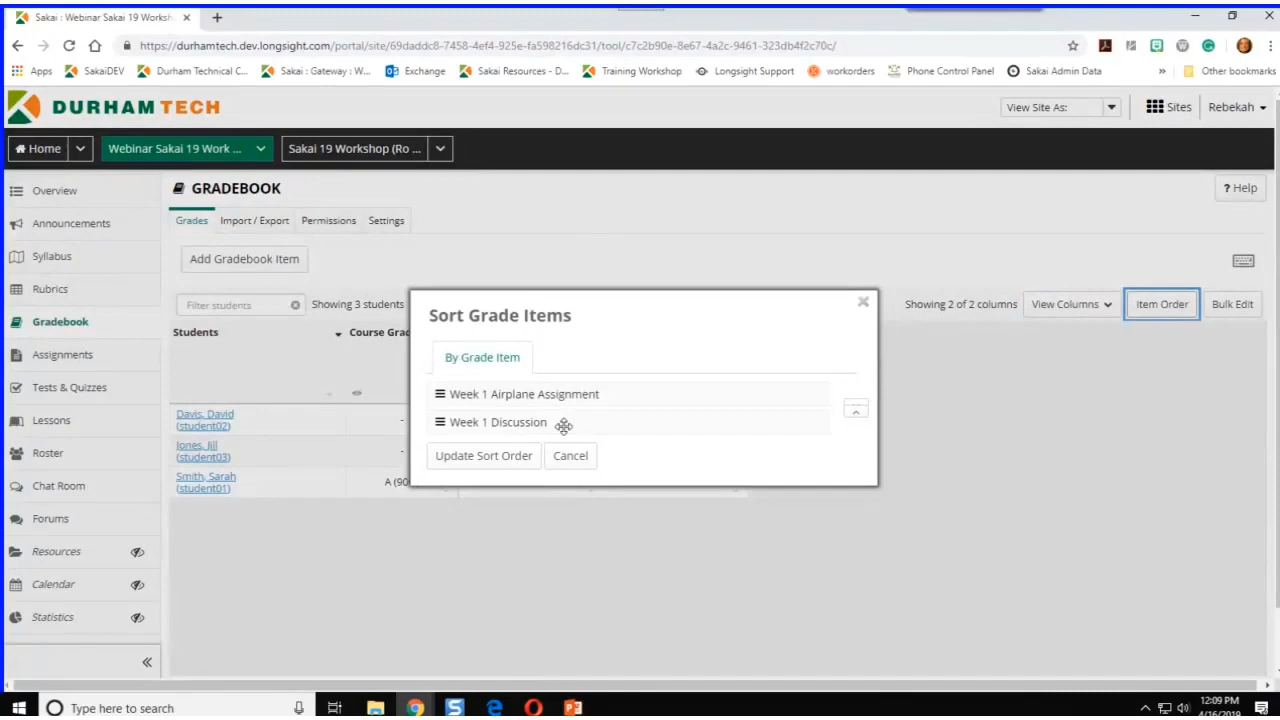 Sakai : Webinar Sakai 19 Worksh
https://durhamtech.dev.longsight.com/portal/site/69daddc8-7458-4ef4-925e-fa598216dc31/tool/c7c2b90e-8e67-4a2c-9461-323db4f2c70c/
Apps SakaiDEV Durham Technical C... Sakai : Gateway : W... Exchange Sakai Resources - D... Training Workshop Longsight Support workorders Phone Control Panel Sakai Admin Data » Other bookmarks
DURHAM TECH View Site As: Sites Rebekah
Home Webinar Sakai 19 Work ... Sakai 19 Workshop (Ro ...
Overview
Announcements
Syllabus
Rubrics
Gradebook
Assignments
Tests & Quizzes
Lessons
Roster
Chat Room
Forums
Resources
Calendar
Statistics
GRADEBOOK ? Help
Grades Import / Export Permissions Settings
Add Gradebook Item
Filter students Showing 3 students Showing 2 of 2 columns View Columns Item Order Bulk Edit
Students Course Grad
Davis, David
(student02) -
Jones, Jill
(student03) -
Smith, Sarah
(student01) A (90
Sort Grade Items
By Grade Item
Week 1 Airplane Assignment
Week 1 Discussion
Update Sort Order Cancel
Type here to search
12:09 PM
4/16/2019